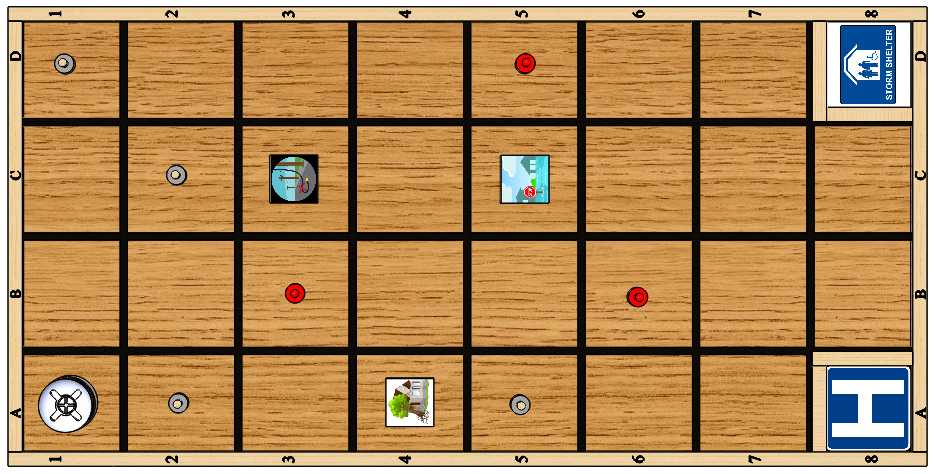 1 2 3 4 5 6 7 8
D D
STORM SHELTER
C C
B B
A H A
1 2 3 4 5 6 7 8